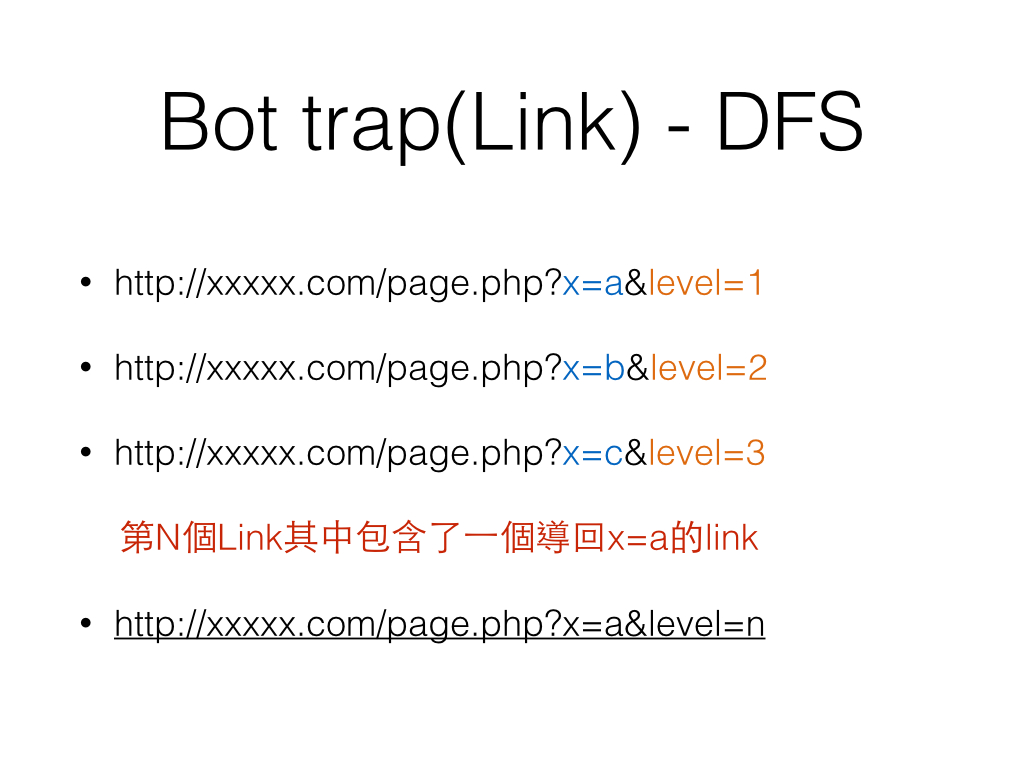 Bot trap(Link) - DFS
• http://xxxxx.com/page.php?x=a&level=1
• http://xxxxx.com/page.php?x=b&level=2
• http://xxxxx.com/page.php?x=c&level=3
第N個Link其中包含了一個導回x=a的link
• http://xxxxx.com/page.php?x=a&level=n